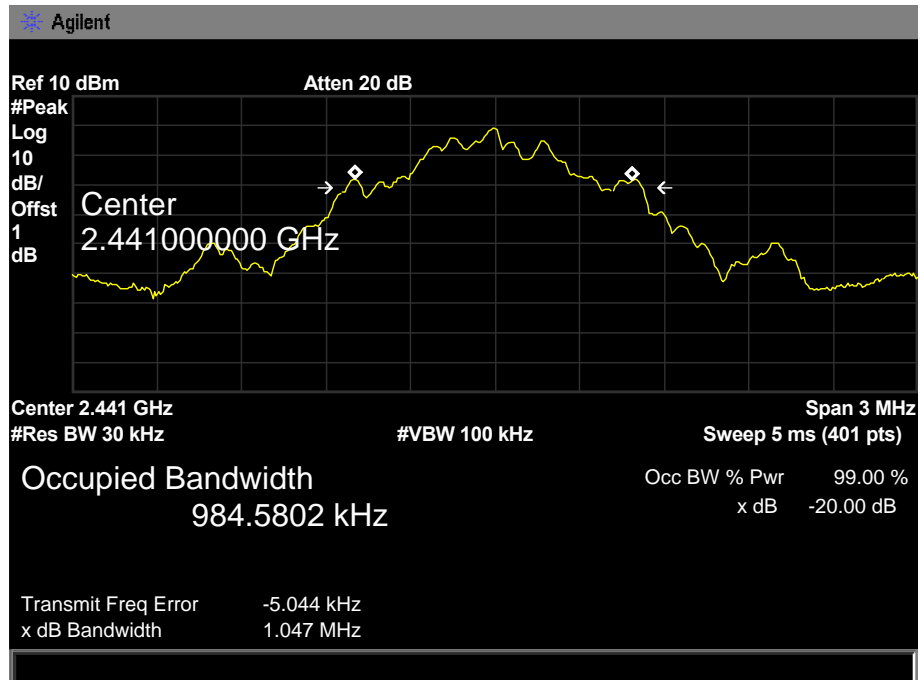 Agilent
Ref 10 dBm Atten 20 dB
#Peak
Log
10
dB/
Offst
1
dB
Center
2.441000000 GHz
Center 2.441 GHz Span 3 MHz
#Res BW 30 kHz #VBW 100 kHz Sweep 5 ms (401 pts)
Occupied Bandwidth Occ BW % Pwr 99.00 %
984.5802 kHz x dB -20.00 dB
Transmit Freq Error -5.044 kHz
x dB Bandwidth 1.047 MHz